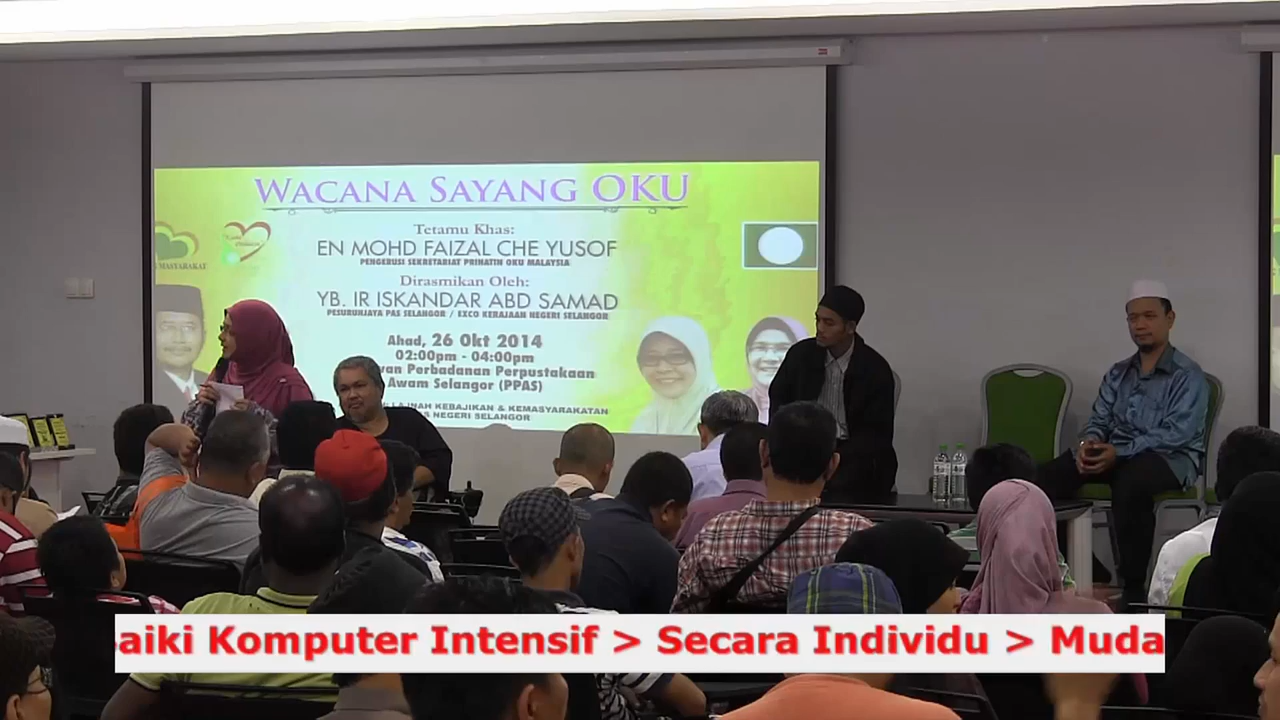 WACANA SAYANG OKU
Tetamu Khas:
EN MOHD FAIZAL CHE YUSOF
PENGERUSI SEKRETARIAT PRIHATIN OKU MALAYSIA
Dirasmikan Oleh:
YB. IR ISKANDAR ABD SAMAD
PESURUHJAYA PAS SELANGOR / EXCO KERAJAAN NEGERI SELANGOR
Ahad, 26 Okt 2014
02:00pm - 04:00pm
Perbadanan Perpustakaan
Awam Selangor (PPAS)
KEBAJIKAN & KEMASYARAKATAN
NEGERI SELANGOR
aiki Komputer Intensif > Secara Individu > Muda